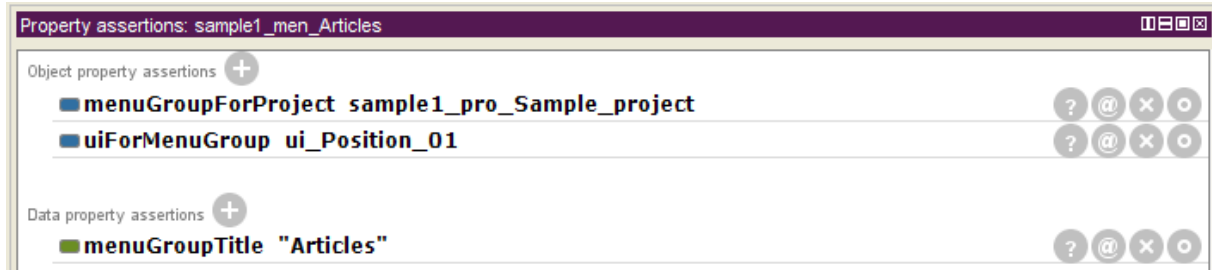 Property assertions: sample1_men_Articles
Object property assertions
menuGroupForProject sample1_pro_Sample_project
uiForMenuGroup ui_Position_01
Data property assertions
menuGroupTitle "Articles"